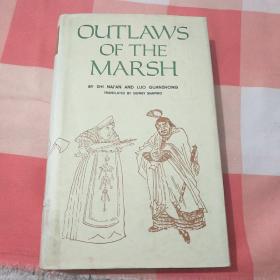 OUTLAWS
OF THE
MARSH
BY SHI NAI'AN AND LUO GUANZHONG
TRANSLATED BY SIDNEY SHAPIRO